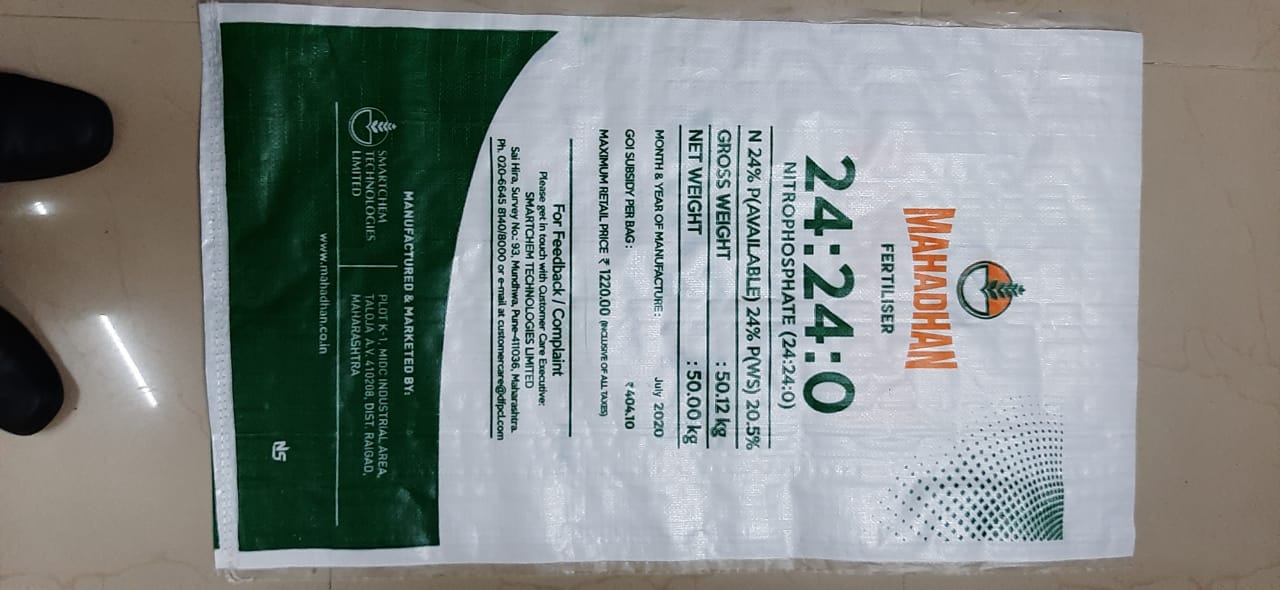 MAHADHAN
FERTILISER
24:24:0
NITROPHOSPHATE (24:24:0)
N 24% P(AVAILABLE) 24% P(WS) 20.5%
GROSS WEIGHT : 50.12 kg
NET WEIGHT : 50.00 kg
MONTH & YEAR OF MANUFACTURE : July 2020
GOI SUBSIDY PER BAG : ₹ 404.10
MAXIMUM RETAIL PRICE ₹ 1220.00 (INCLUSIVE OF ALL TAXES)
For Feedback / Complaint
Please get in touch with Customer Care Executive:
SMARTCHEM TECHNOLOGIES LIMITED
Sai Hira, Survey No.: 93, Mundhwa, Pune-411036, Maharashtra.
Ph. 020-6645 8140/8000 or e-mail at customercare@dfpcl.com
MANUFACTURED & MARKETED BY:
SMARTCHEM
TECHNOLOGIES
LIMITED
PLOT K-1, MIDC INDUSTRIAL AREA,
TALOJA A.V. 410208, DIST. RAIGAD,
MAHARASHTRA
www.mahadhan.co.in